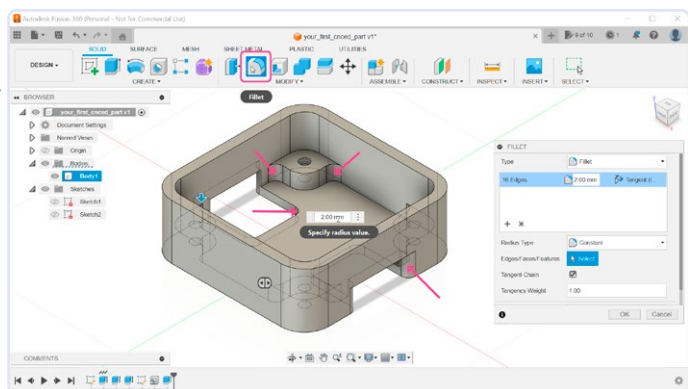 Autodesk Fusion 360 (Personal - Not for Commercial Use)
your_first_cnced_part v1*
9 of 10
1
SOLID SURFACE MESH SHEET METAL PLASTIC UTILITIES
DESIGN
CREATE MODIFY ASSEMBLE CONSTRUCT INSPECT INSERT SELECT
Fillet
BROWSER
your_first_cnced_part v1
Document Settings
Named Views
Origin
Bodies
Body1
Sketches
Sketch1
Sketch2
2.00 mm
Specify radius value.
FILLET
Type Fillet
16 Edges 2.00 mm Tangent (
Radius Type Constant
Edges/Faces/Features Select
Tangent Chain
Tangency Weight 1.00
OK Cancel
COMMENTS